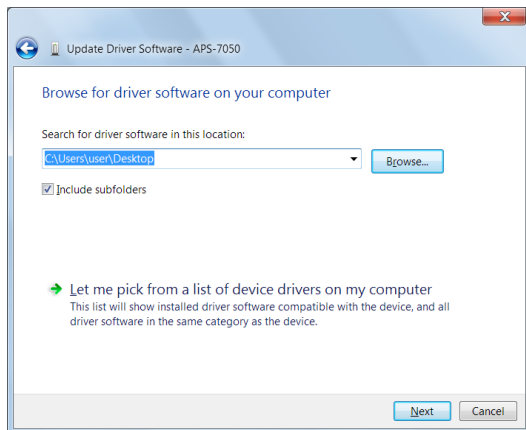 Update Driver Software - APS-7050
Browse for driver software on your computer
Search for driver software in this location:
C:\Users\user\Desktop
Browse...
Include subfolders
Let me pick from a list of device drivers on my computer
This list will show installed driver software compatible with the device, and all
driver software in the same category as the device.
Next Cancel